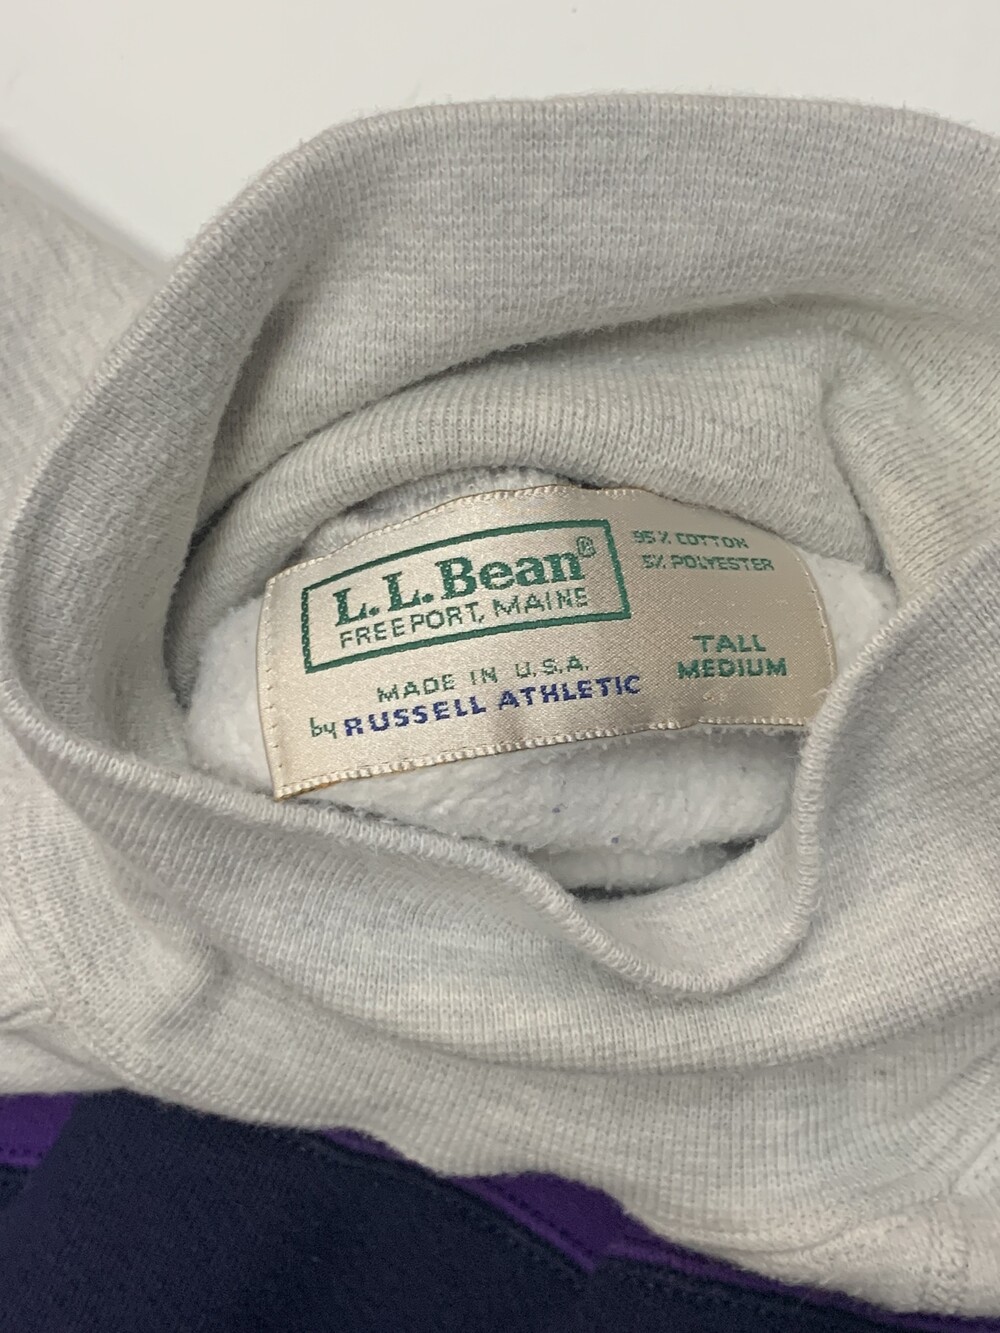 L.L.Bean®
FREEPORT, MAINE
95% COTTON
5% POLYESTER
MADE IN U.S.A.
by RUSSELL ATHLETIC
TALL
MEDIUM